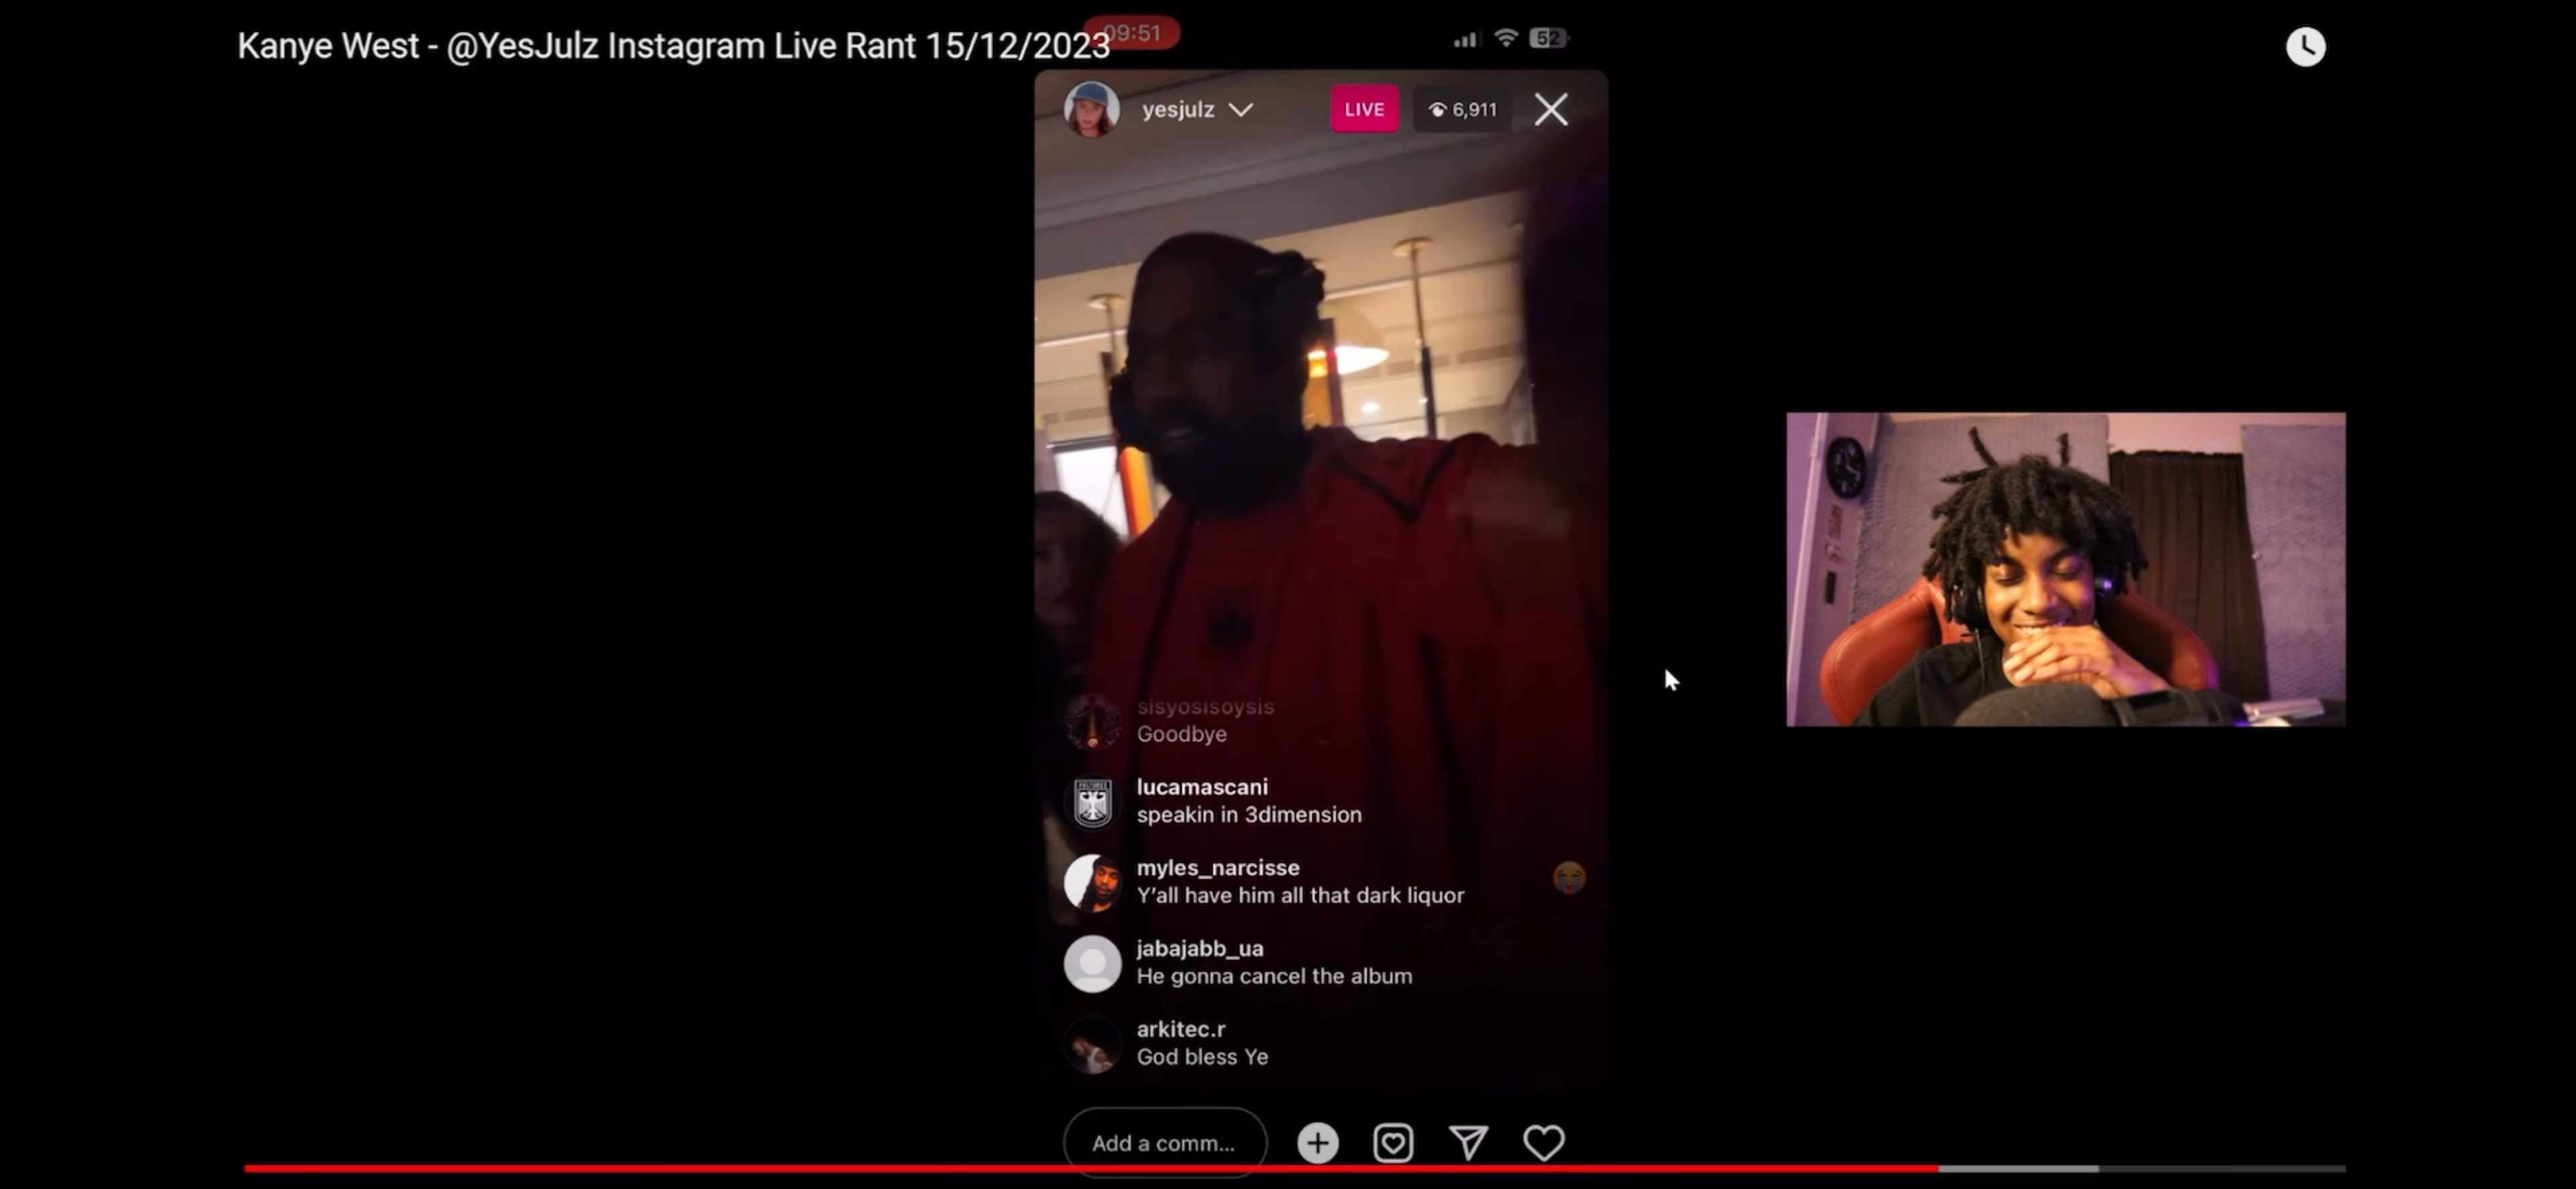 Kanye West - @YesJulz Instagram Live Rant 15/12/2023
09:51
52
yesjulz
LIVE
6,911
sisyosisoysis
Goodbye
lucamascani
speakin in 3dimension
myles_narcisse
Y'all have him all that dark liquor
jabajabb_ua
He gonna cancel the album
arkitec.r
God bless Ye
Add a comm...